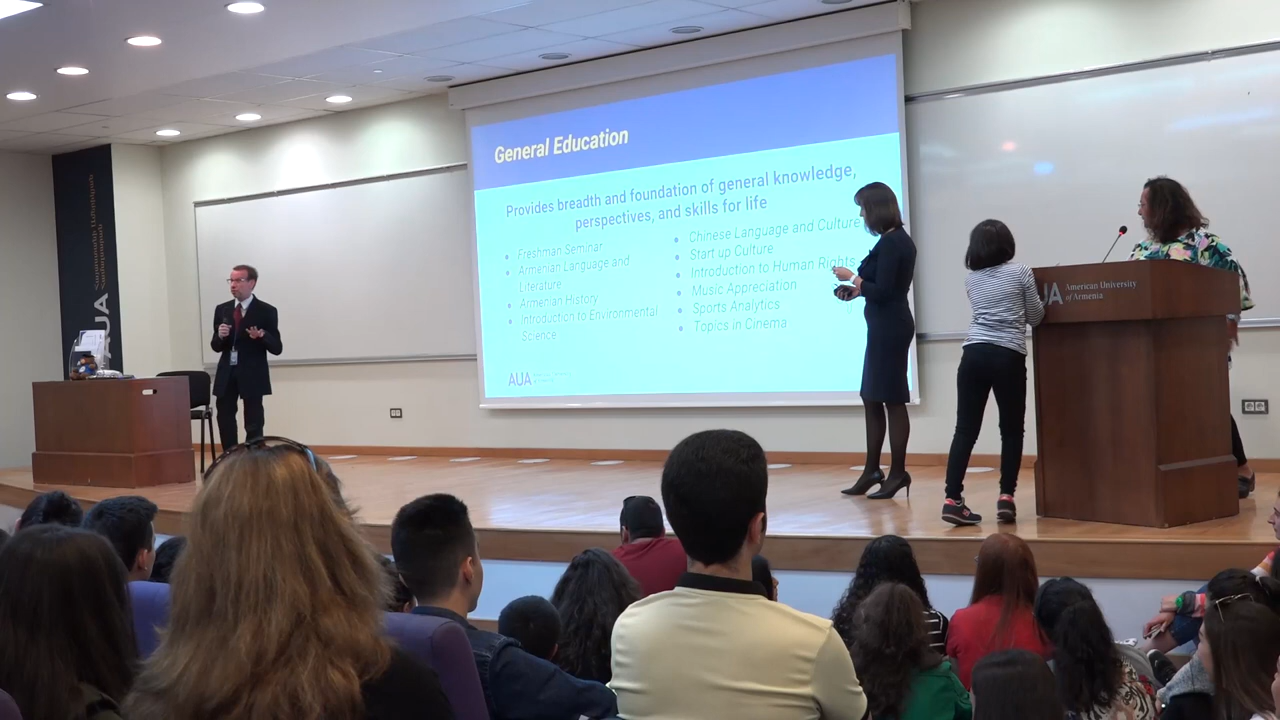 General Education
Provides breadth and foundation of general knowledge,
perspectives, and skills for life
• Freshman Seminar
• Armenian Language and
Literature
• Armenian History
• Introduction to Environmental
Science
• Chinese Language and Culture
• Start up Culture
• Introduction to Human Rights
• Music Appreciation
• Sports Analytics
• Topics in Cinema
AUA
UA American University
of Armenia
AUA